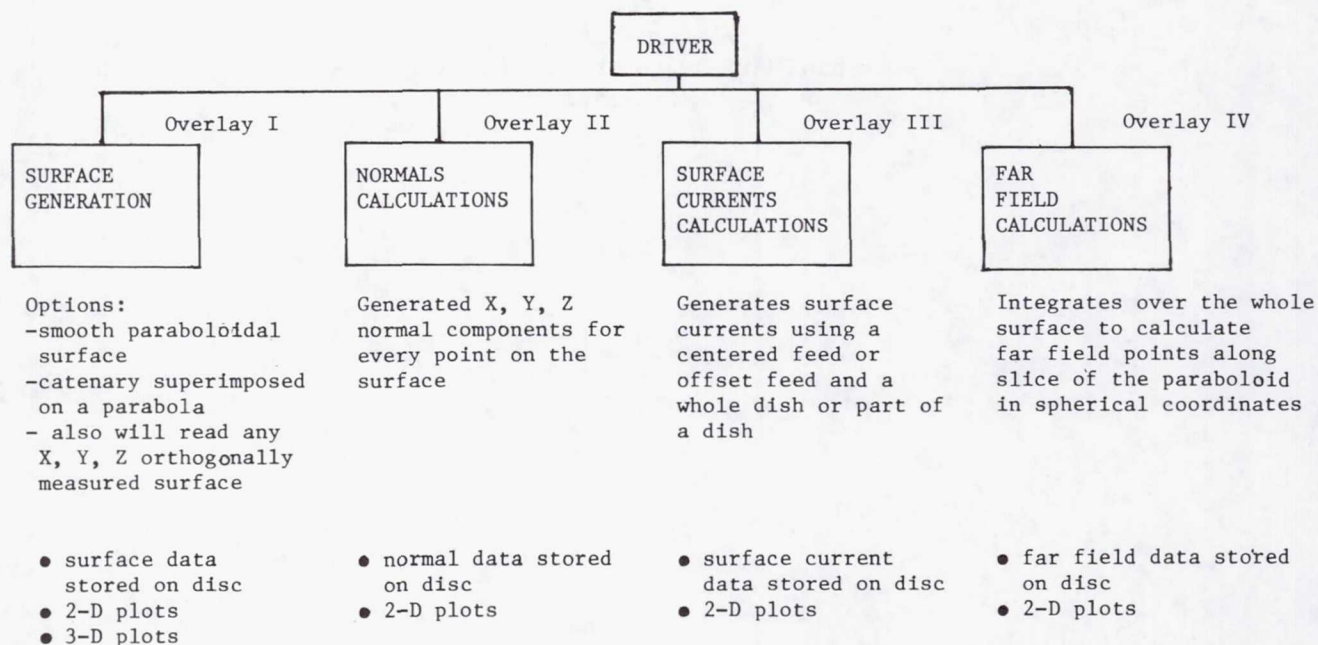 DRIVER
Overlay I
SURFACE
GENERATION
Options:
-smooth paraboloidal
surface
-catenary superimposed
on a parabola
- also will read any
X, Y, Z orthogonally
measured surface
● surface data
stored on disc
● 2-D plots
● 3-D plots
Overlay II
NORMALS
CALCULATIONS
Generated X, Y, Z
normal components for
every point on the
surface
● normal data stored
on disc
● 2-D plots
Overlay III
SURFACE
CURRENTS
CALCULATIONS
Generates surface
currents using a
centered feed or
offset feed and a
whole dish or part of
a dish
● surface current
data stored on disc
● 2-D plots
Overlay IV
FAR
FIELD
CALCULATIONS
Integrates over the whole
surface to calculate
far field points along
slice of the paraboloid
in spherical coordinates
● far field data stored
on disc
● 2-D plots